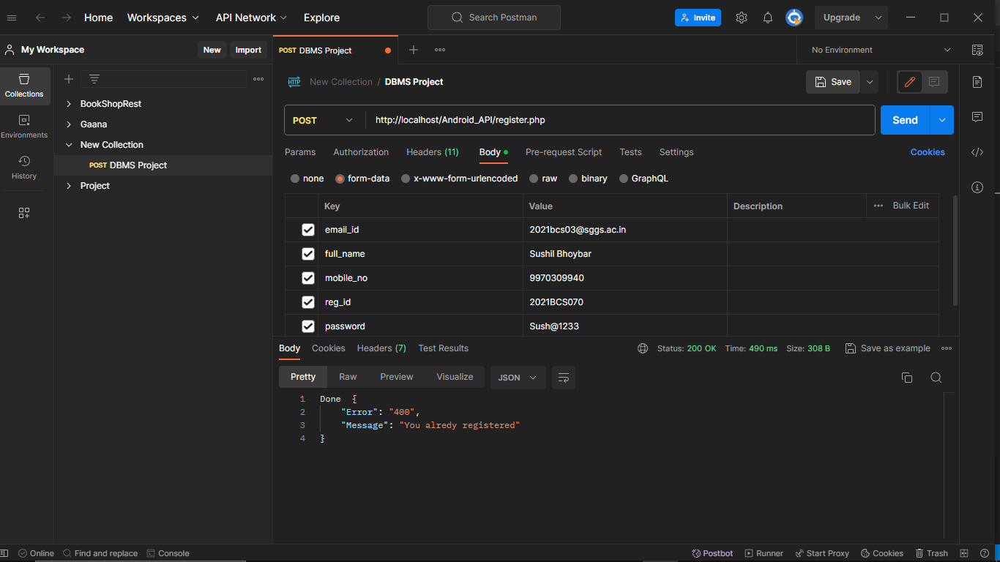 Home Workspaces API Network Explore Search Postman Invite Upgrade
My Workspace New Import POST DBMS Project No Environment
Collections
Environments
History
BookShopRest
Gaana
New Collection
POST DBMS Project
Project
HTTP New Collection / DBMS Project Save
POST http://localhost/Android_API/register.php Send
Params Authorization Headers (11) Body Pre-request Script Tests Settings Cookies
none form-data x-www-form-urlencoded raw binary GraphQL
Key Value Description Bulk Edit
email_id 2021bcs03@sggs.ac.in
full_name Sushil Bhoybar
mobile_no 9970309940
reg_id 2021BCS070
password Sush@1233
Body Cookies Headers (7) Test Results Status: 200 OK Time: 490 ms Size: 308 B Save as example
Pretty Raw Preview Visualize JSON
1 Done {
2 "Error": "400",
3 "Message": "You alredy registered"
4 }
Online Find and replace Console Postbot Runner Start Proxy Cookies Trash